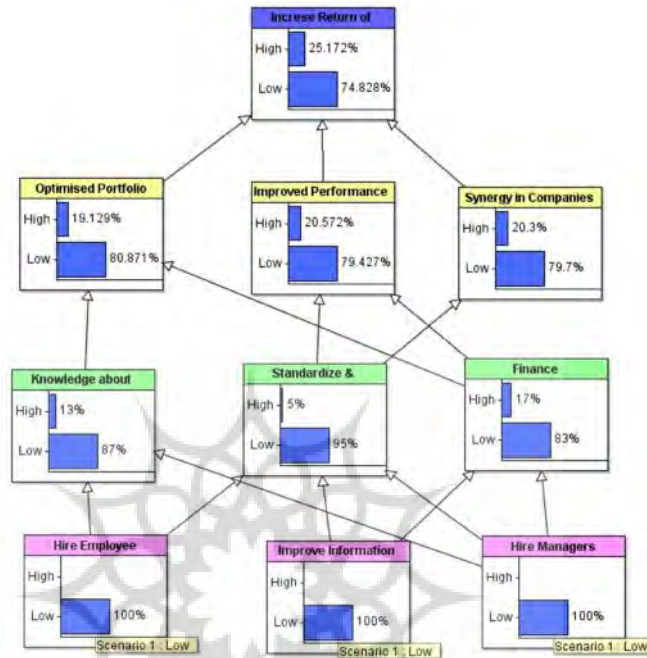 Increse Return of
High
25.172%
Low
74.828%
Optimised Portfolio
High
19.129%
Low
80.871%
Improved Performance
High
20.572%
Low
79.427%
Synergy in Companies
High
20.3%
Low
79.7%
Knowledge about
High
13%
Low
87%
Standardize &
High
5%
Low
95%
Finance
High
17%
Low
83%
Hire Employee
High
Low
100%
Scenario 1 : Low
Improve Information
High
Low
100%
Scenario 1 : Low
Hire Managers
High
Low
100%
Scenario 1 : Low